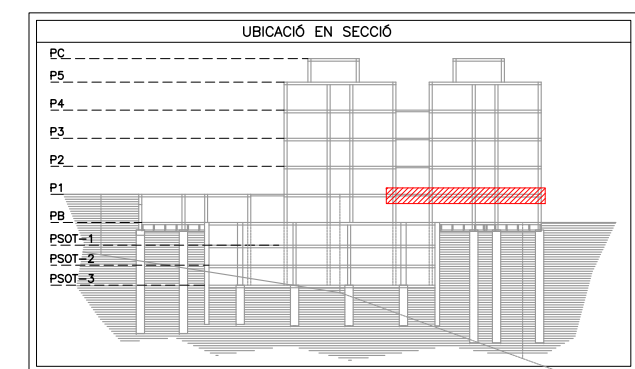 UBICACIÓ EN SECCIÓ
PC
P5
P4
P3
P2
P1
PB
PSOT-1
PSOT-2
PSOT-3